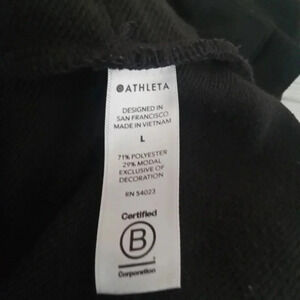 ATHLETA
DESIGNED IN
SAN FRANCISCO
MADE IN VIETNAM
L
71% POLYESTER
29% MODAL
EXCLUSIVE OF
DECORATION
RN 54023
Certified
B
Corporation